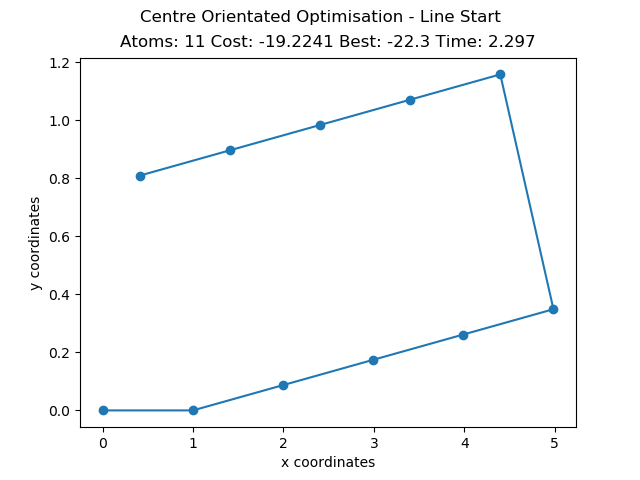 Centre Orientated Optimisation - Line Start
Atoms: 11 Cost: -19.2241 Best: -22.3 Time: 2.297
1.2
1.0
0.8
0.6
0.4
0.2
0.0
y coordinates
0 1 2 3 4 5
x coordinates